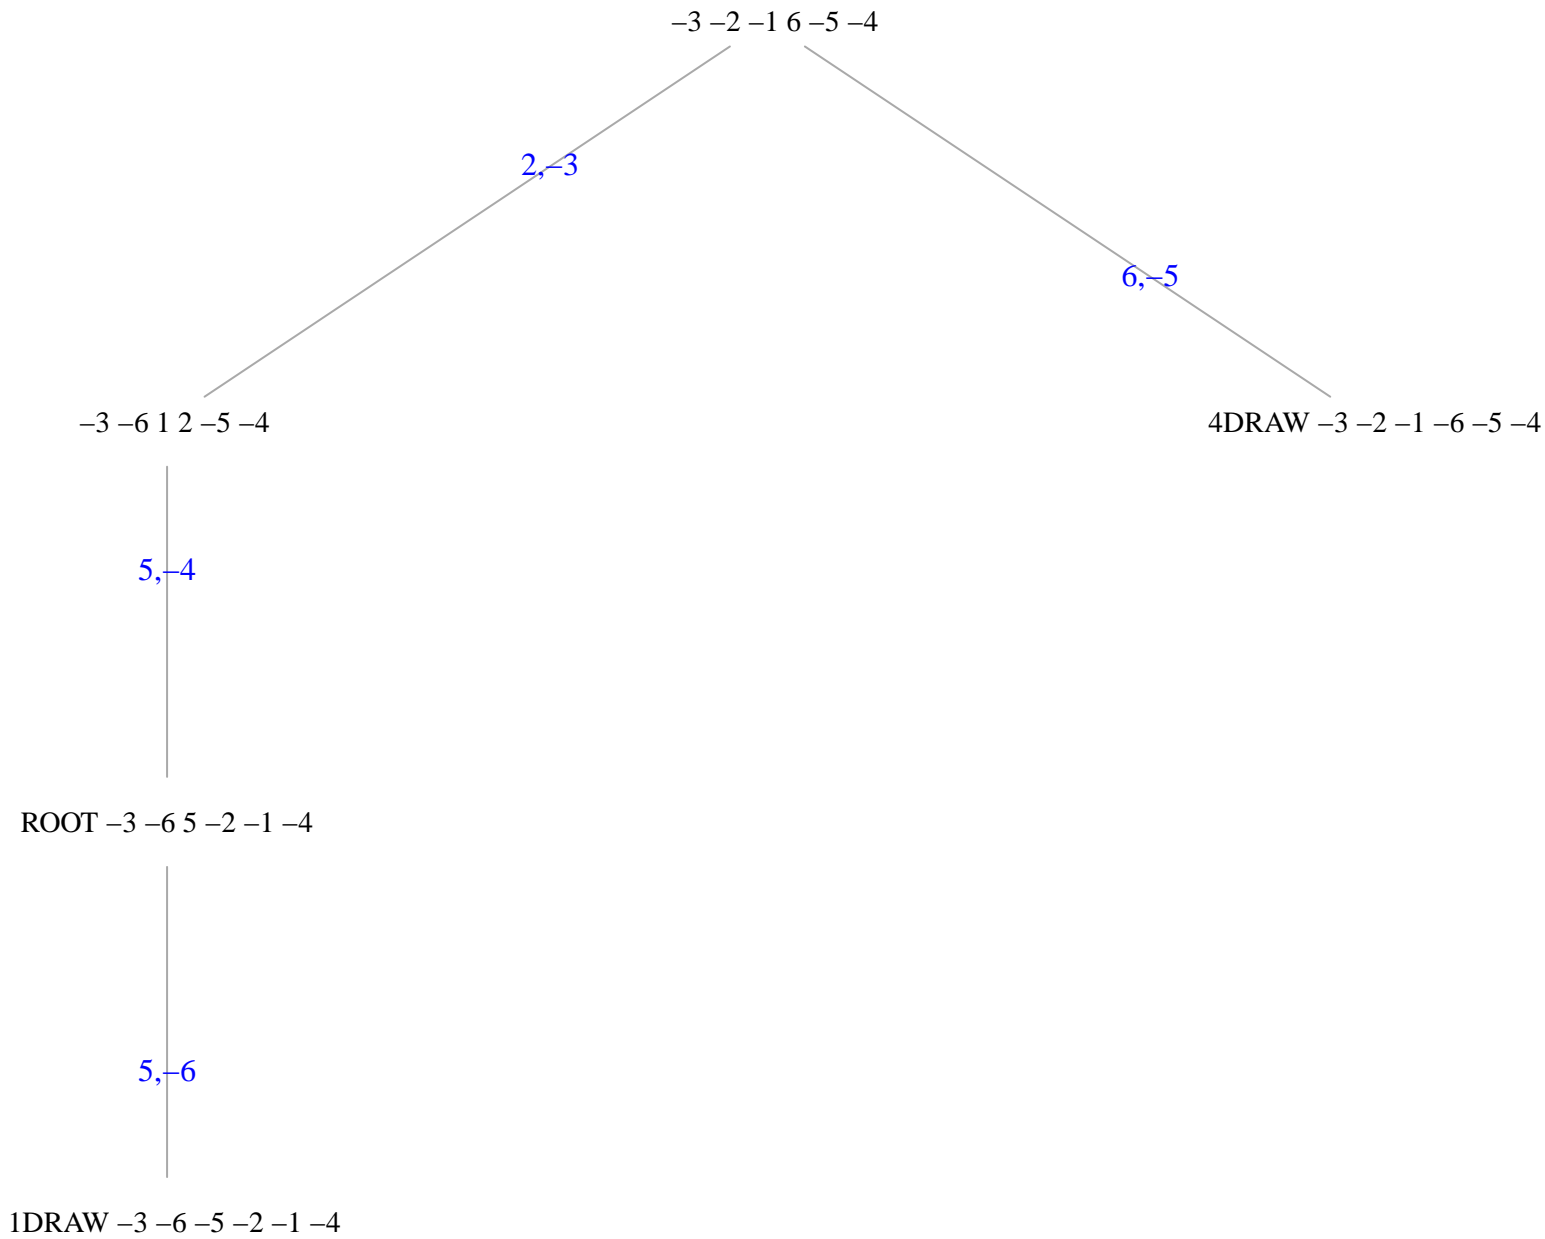 –3 –2 –1 6 –5 –4
2,–3
6,–5
–3 –6 1 2 –5 –4
4DRAW –3 –2 –1 –6 –5 –4
5,–4
ROOT –3 –6 5 –2 –1 –4
5,–6
1DRAW –3 –6 –5 –2 –1 –4